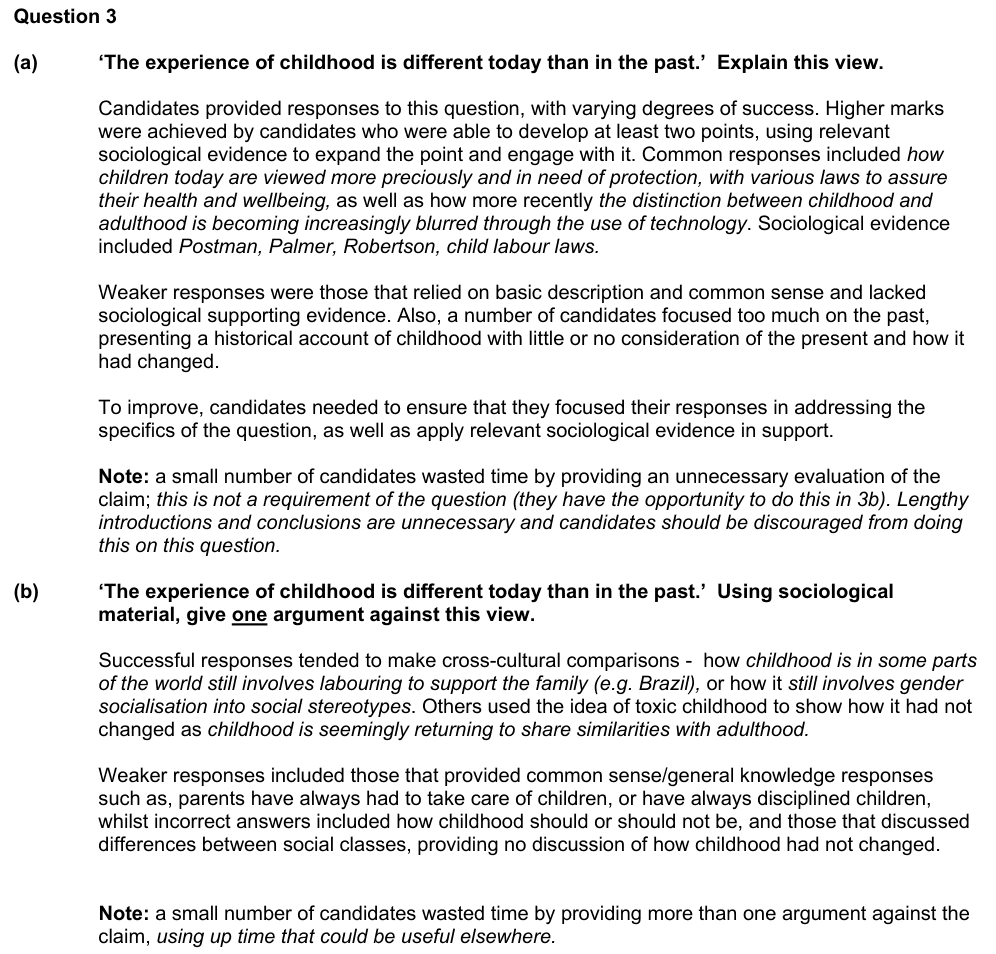 Question 3
(a) ‘The experience of childhood is different today than in the past.’ Explain this view.
Candidates provided responses to this question, with varying degrees of success. Higher marks
were achieved by candidates who were able to develop at least two points, using relevant
sociological evidence to expand the point and engage with it. Common responses included how
children today are viewed more preciously and in need of protection, with various laws to assure
their health and wellbeing, as well as how more recently the distinction between childhood and
adulthood is becoming increasingly blurred through the use of technology. Sociological evidence
included Postman, Palmer, Robertson, child labour laws.
Weaker responses were those that relied on basic description and common sense and lacked
sociological supporting evidence. Also, a number of candidates focused too much on the past,
presenting a historical account of childhood with little or no consideration of the present and how it
had changed.
To improve, candidates needed to ensure that they focused their responses in addressing the
specifics of the question, as well as apply relevant sociological evidence in support.
Note: a small number of candidates wasted time by providing an unnecessary evaluation of the
claim; this is not a requirement of the question (they have the opportunity to do this in 3b). Lengthy
introductions and conclusions are unnecessary and candidates should be discouraged from doing
this on this question.
(b) ‘The experience of childhood is different today than in the past.’ Using sociological
material, give one argument against this view.
Successful responses tended to make cross-cultural comparisons - how childhood is in some parts
of the world still involves labouring to support the family (e.g. Brazil), or how it still involves gender
socialisation into social stereotypes. Others used the idea of toxic childhood to show how it had not
changed as childhood is seemingly returning to share similarities with adulthood.
Weaker responses included those that provided common sense/general knowledge responses
such as, parents have always had to take care of children, or have always disciplined children,
whilst incorrect answers included how childhood should or should not be, and those that discussed
differences between social classes, providing no discussion of how childhood had not changed.
Note: a small number of candidates wasted time by providing more than one argument against the
claim, using up time that could be useful elsewhere.